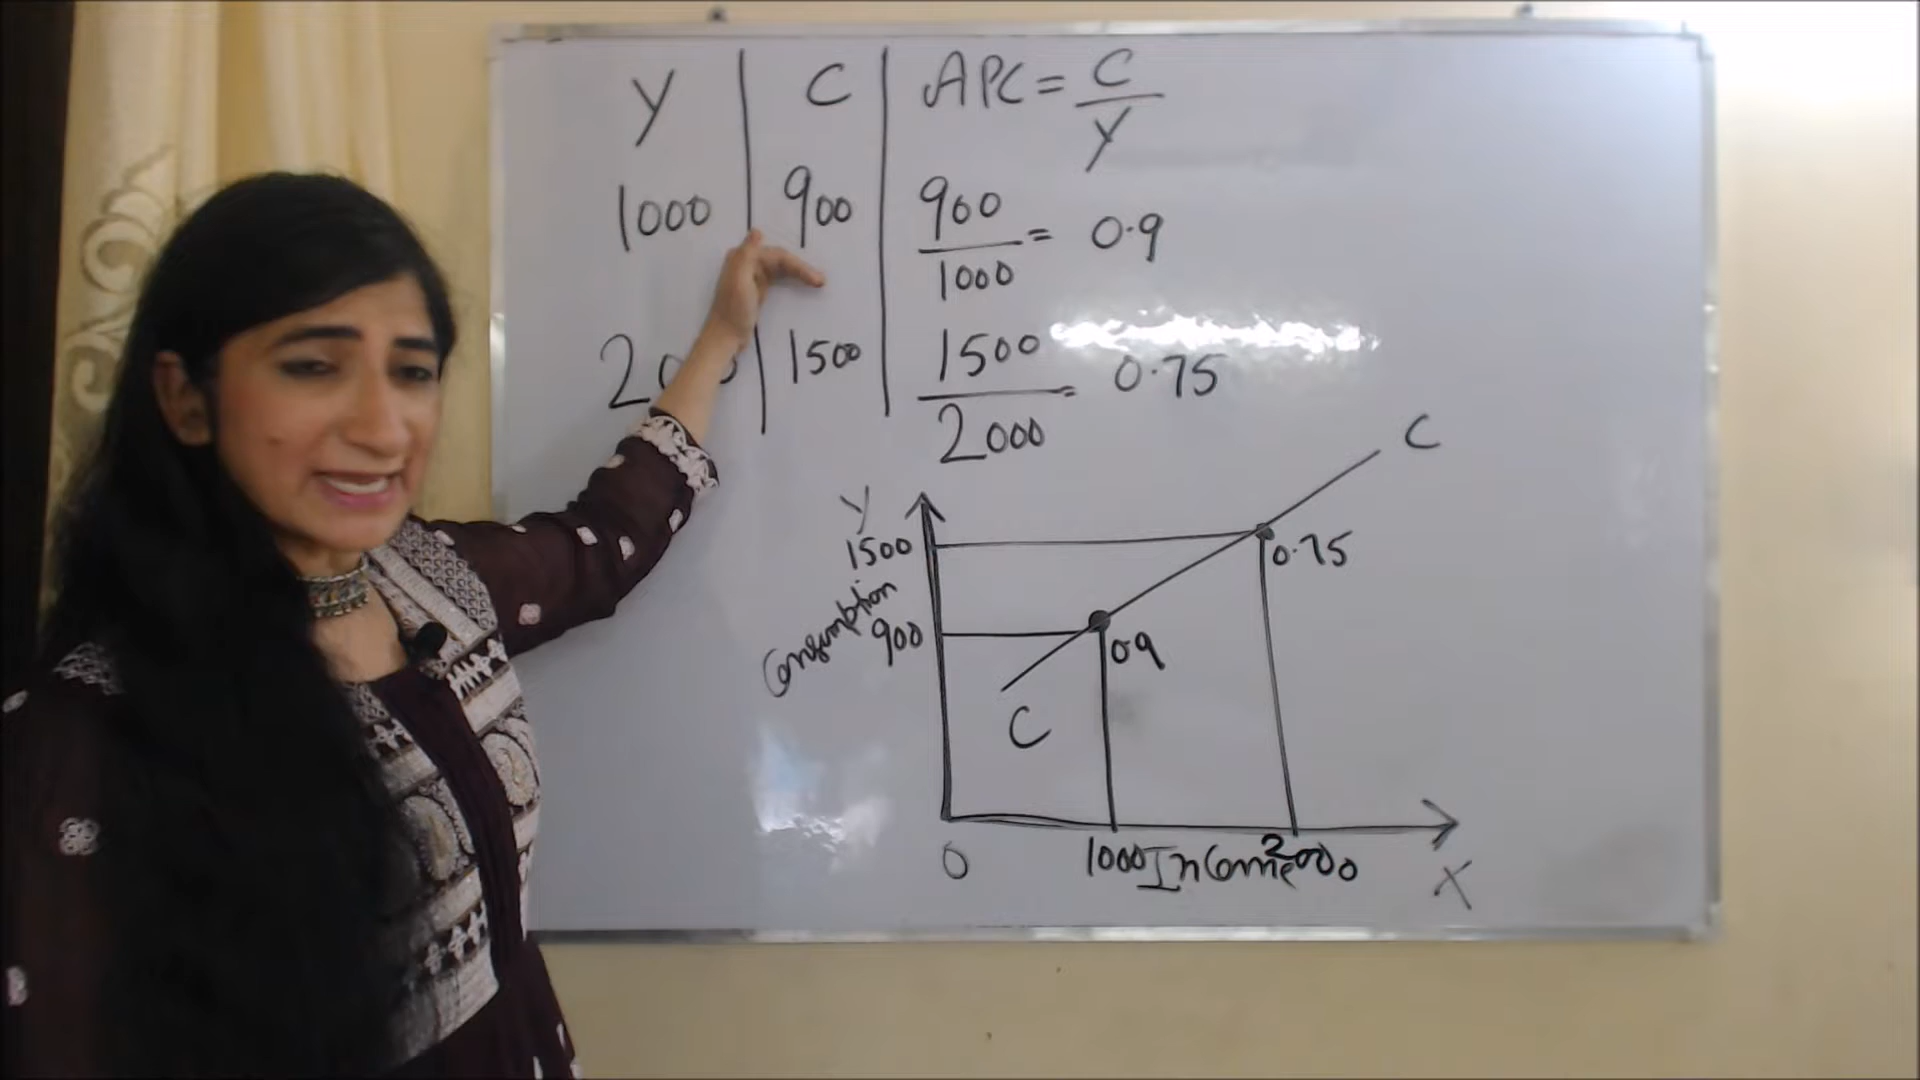 Y C APC = C/Y
1000 900 900/1000 = 0.9
1500 1500/2000 = 0.75
C
Y
1500
0.75
Consumption
900
0.9
C
0 1000 Income 2000 X